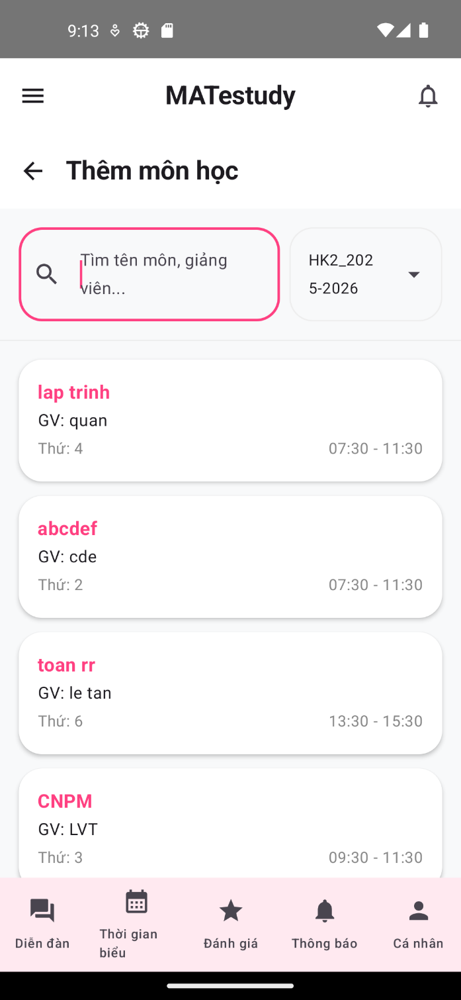 9:13
MATestudy
Thêm môn học
Tìm tên môn, giảng
viên...
HK2_202
5-2026
lap trinh
GV: quan
Thứ: 4
07:30 - 11:30
abcdef
GV: cde
Thứ: 2
07:30 - 11:30
toan rr
GV: le tan
Thứ: 6
13:30 - 15:30
CNPM
GV: LVT
Thứ: 3
09:30 - 11:30
Diễn đàn
Thời gian
biểu
Đánh giá
Thông báo
Cá nhân